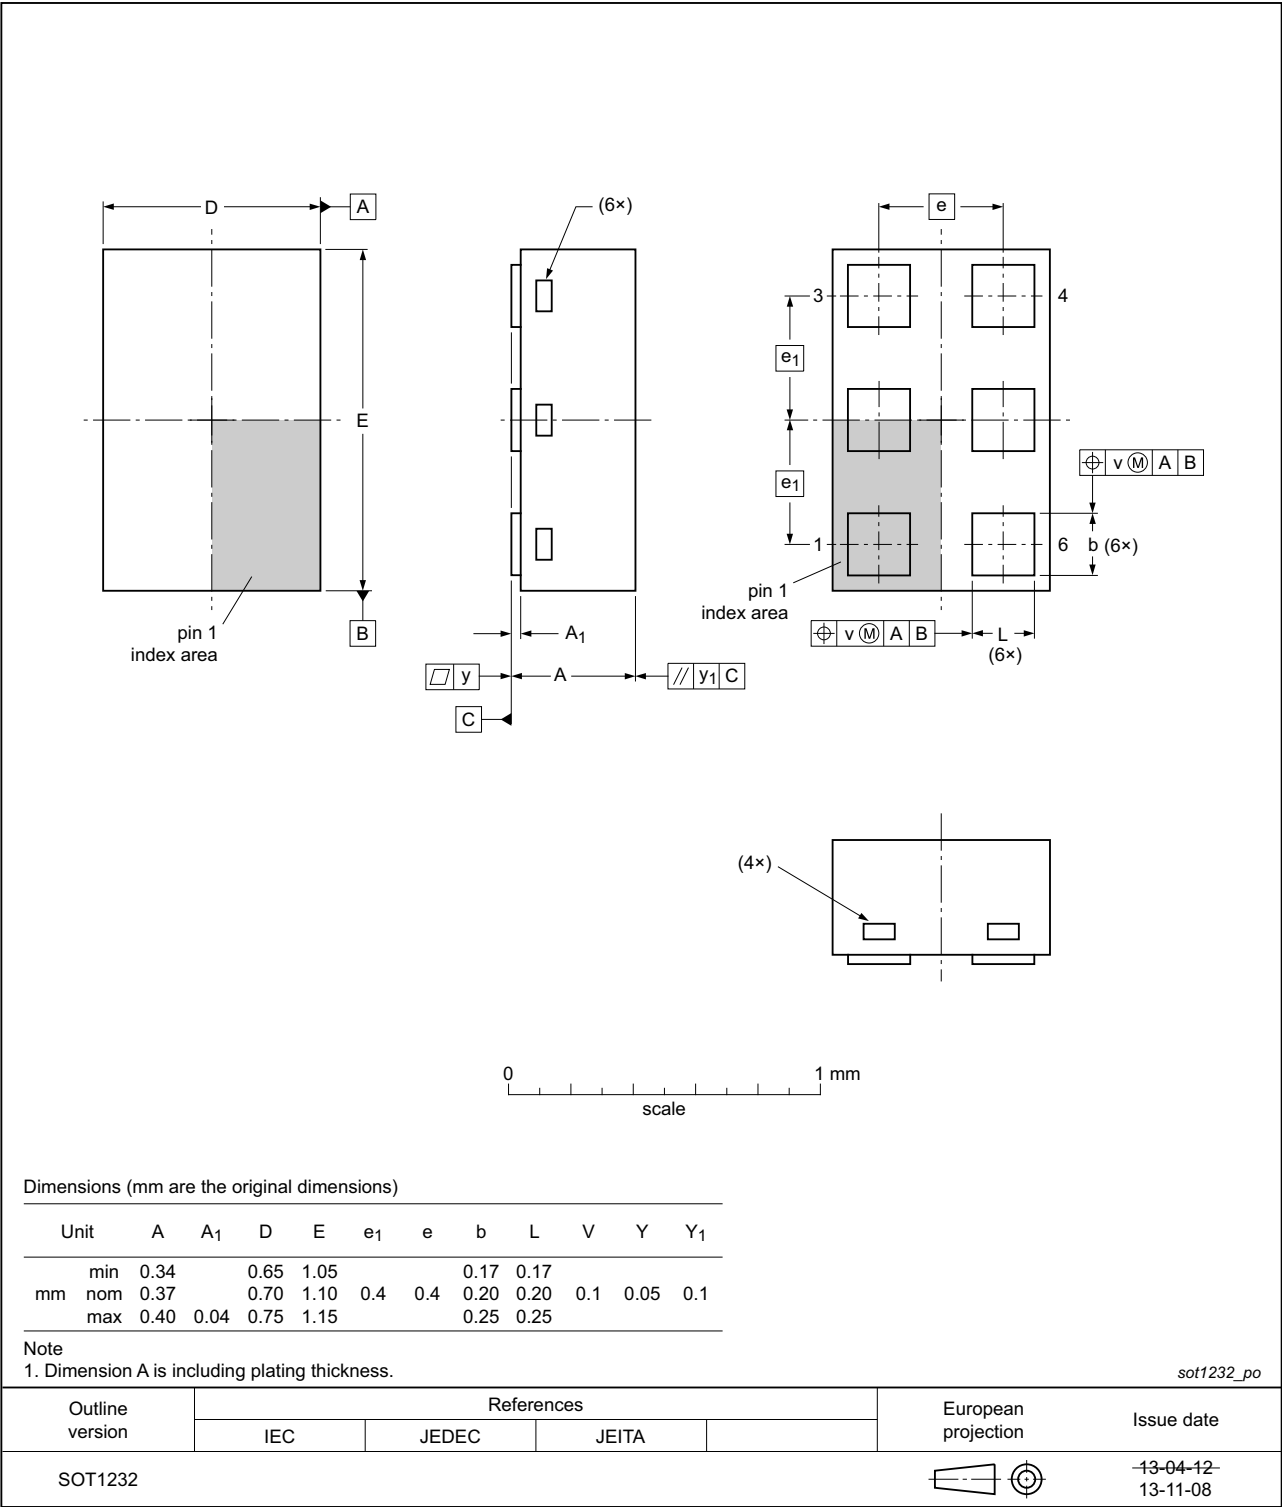 D
A
(6×)
e
E
3
4
e1
e1
v Ⓜ A B
1
6
b (6×)
pin 1
index area
B
A1
pin 1
index area
v Ⓜ A B
L
(6×)
y
A
// y1 C
C
(4×)
0
1 mm
scale
Dimensions (mm are the original dimensions)
Unit A A1 D E e1 e b L V Y Y1
min 0.34 0.65 1.05 0.17 0.17
mm nom 0.37 0.70 1.10 0.4 0.4 0.20 0.20 0.1 0.05 0.1
max 0.40 0.04 0.75 1.15 0.25 0.25
Note
1. Dimension A is including plating thickness.
sot1232_po
Outline
version
References
IEC JEDEC JEITA
European
projection
Issue date
SOT1232
13-04-12
13-11-08